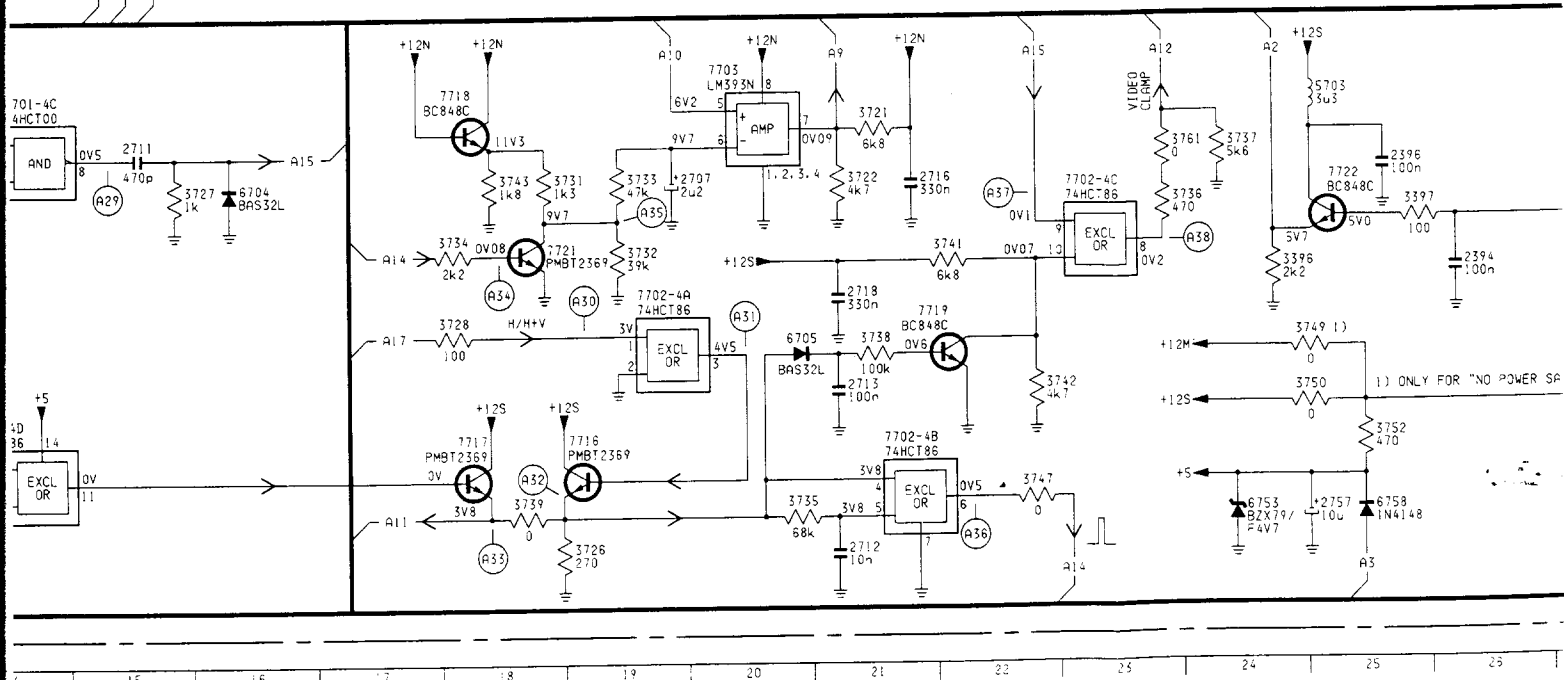 +12N
+12N
A10
+12N
A9
+12N
A15
A12
A2
+12S
7703
LM393N
8
7718
BC848C
VIDEO
CLAMP
5703
3u3
701-4C
4HCT00
6V2
5
+
AMP
7
0V09
3721
6k8
11V3
9V7
6
-
3761
0
3737
5k6
AND
0V5
8
2711
470p
A15
2396
100n
7722
BC848C
A29
3727
1k
6704
BAS32L
3743
1k8
3731
1k3
3733
47k
+2707
2u2
1.2.3.4
3722
4k7
2716
330n
A37
7702-4C
74HCT86
3736
470
3397
100
9V7
A35
0V1
9
EXCL
OR
8
0V2
A38
5V7
5V0
A14
3734
2k2
0V08
7721
PMBT2369
3732
39k
+12S
3741
6k8
0V07
10
3396
2k2
2394
100n
A34
A30
7702-4A
74HCT86
A31
2718
330n
7719
BC848C
A17
3728
100
H/H+V
3V
1
EXCL
OR
4V5
3
2
6705
BAS32L
3738
100k
0V6
+12M
3749 1)
0
2713
100n
3742
4k7
3750
0
1) ONLY FOR "NO POWER SA
+12S
+5
+12S
+12S
4D
86
14
7717
PMBT2369
7716
PMBT2369
7702-4B
74HCT86
3752
470
EXCL
OR
0V
11
0V
A32
3V8
4
EXCL
OR
0V5
6
3747
0
+5
A11
3V8
3739
0
3735
68k
3V8
5
7
A36
6753
BZX79/
F4V7
+2757
10u
6758
1N4148
A33
3726
270
2712
10n
A14
A3
15
16
17
18
19
20
21
22
23
24
25
26